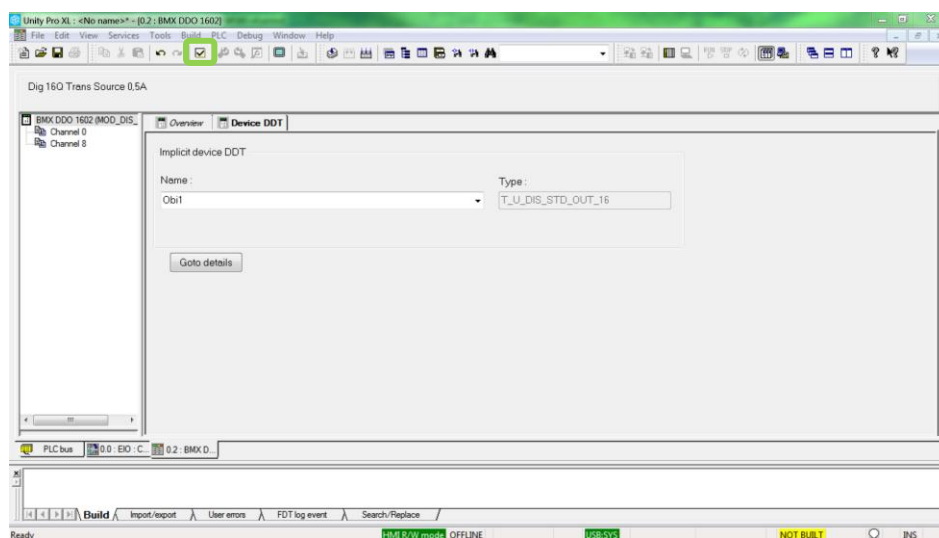 Unity Pro XL : <No name>* - [0.2 : BMX DDO 1602]
File Edit View Services Tools Build PLC Debug Window Help
Dig 16Q Trans Source 0,5A
BMX DDO 1602 (MOD_DIS_
Channel 0
Channel 8
Overview Device DDT
Implicit device DDT
Name : Type :
Obi1 T_U_DIS_STD_OUT_16
Goto details
PLC bus 0.0 : EIO : C... 0.2 : BMX D...
Build Import/export User errors FDT log event Search/Replace
Ready HMI R/W mode OFFLINE USB:SYS NOT BUILT INS